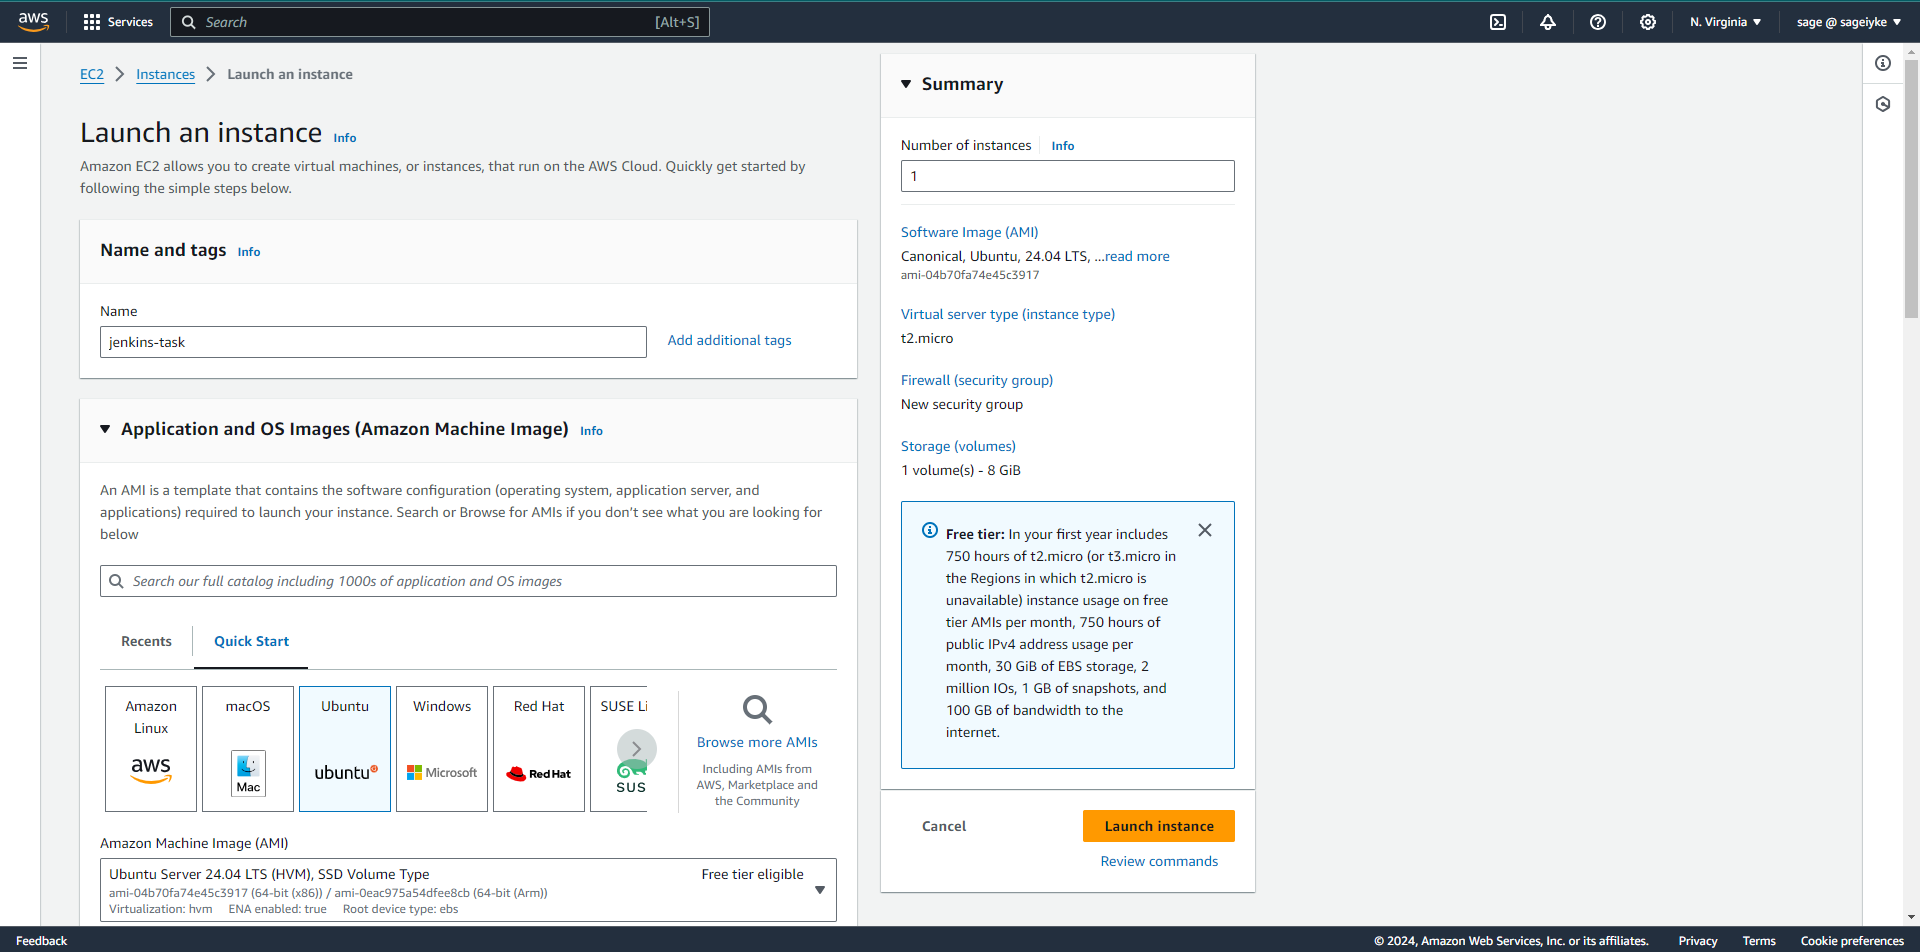 aws
Services
Search
[Alt+S]
N. Virginia
sage @ sageiyke
EC2
Instances
Launch an instance
Launch an instance
Info
Amazon EC2 allows you to create virtual machines, or instances, that run on the AWS Cloud. Quickly get started by
following the simple steps below.
Name and tags
Info
Name
jenkins-task
Add additional tags
Application and OS Images (Amazon Machine Image)
Info
An AMI is a template that contains the software configuration (operating system, application server, and
applications) required to launch your instance. Search or Browse for AMIs if you don't see what you are looking for
below
Search our full catalog including 1000s of application and OS images
Recents
Quick Start
Amazon
Linux
aws
macOS
Mac
Ubuntu
ubuntu
Windows
Microsoft
Red Hat
Red Hat
SUSE Li
SUS
Browse more AMIs
Including AMIs from
AWS, Marketplace and
the Community
Amazon Machine Image (AMI)
Ubuntu Server 24.04 LTS (HVM), SSD Volume Type
Free tier eligible
ami-04b70fa74e45c3917 (64-bit (x86)) / ami-0eac975a54dfee8cb (64-bit (Arm))
Virtualization: hvm
ENA enabled: true
Root device type: ebs
Summary
Number of instances
Info
1
Software Image (AMI)
Canonical, Ubuntu, 24.04 LTS, ...read more
ami-04b70fa74e45c3917
Virtual server type (instance type)
t2.micro
Firewall (security group)
New security group
Storage (volumes)
1 volume(s) - 8 GiB
Free tier: In your first year includes
750 hours of t2.micro (or t3.micro in
the Regions in which t2.micro is
unavailable) instance usage on free
tier AMIs per month, 750 hours of
public IPv4 address usage per
month, 30 GiB of EBS storage, 2
million IOs, 1 GB of snapshots, and
100 GB of bandwidth to the
internet.
Cancel
Launch instance
Review commands
Feedback
© 2024, Amazon Web Services, Inc. or its affiliates.
Privacy
Terms
Cookie preferences